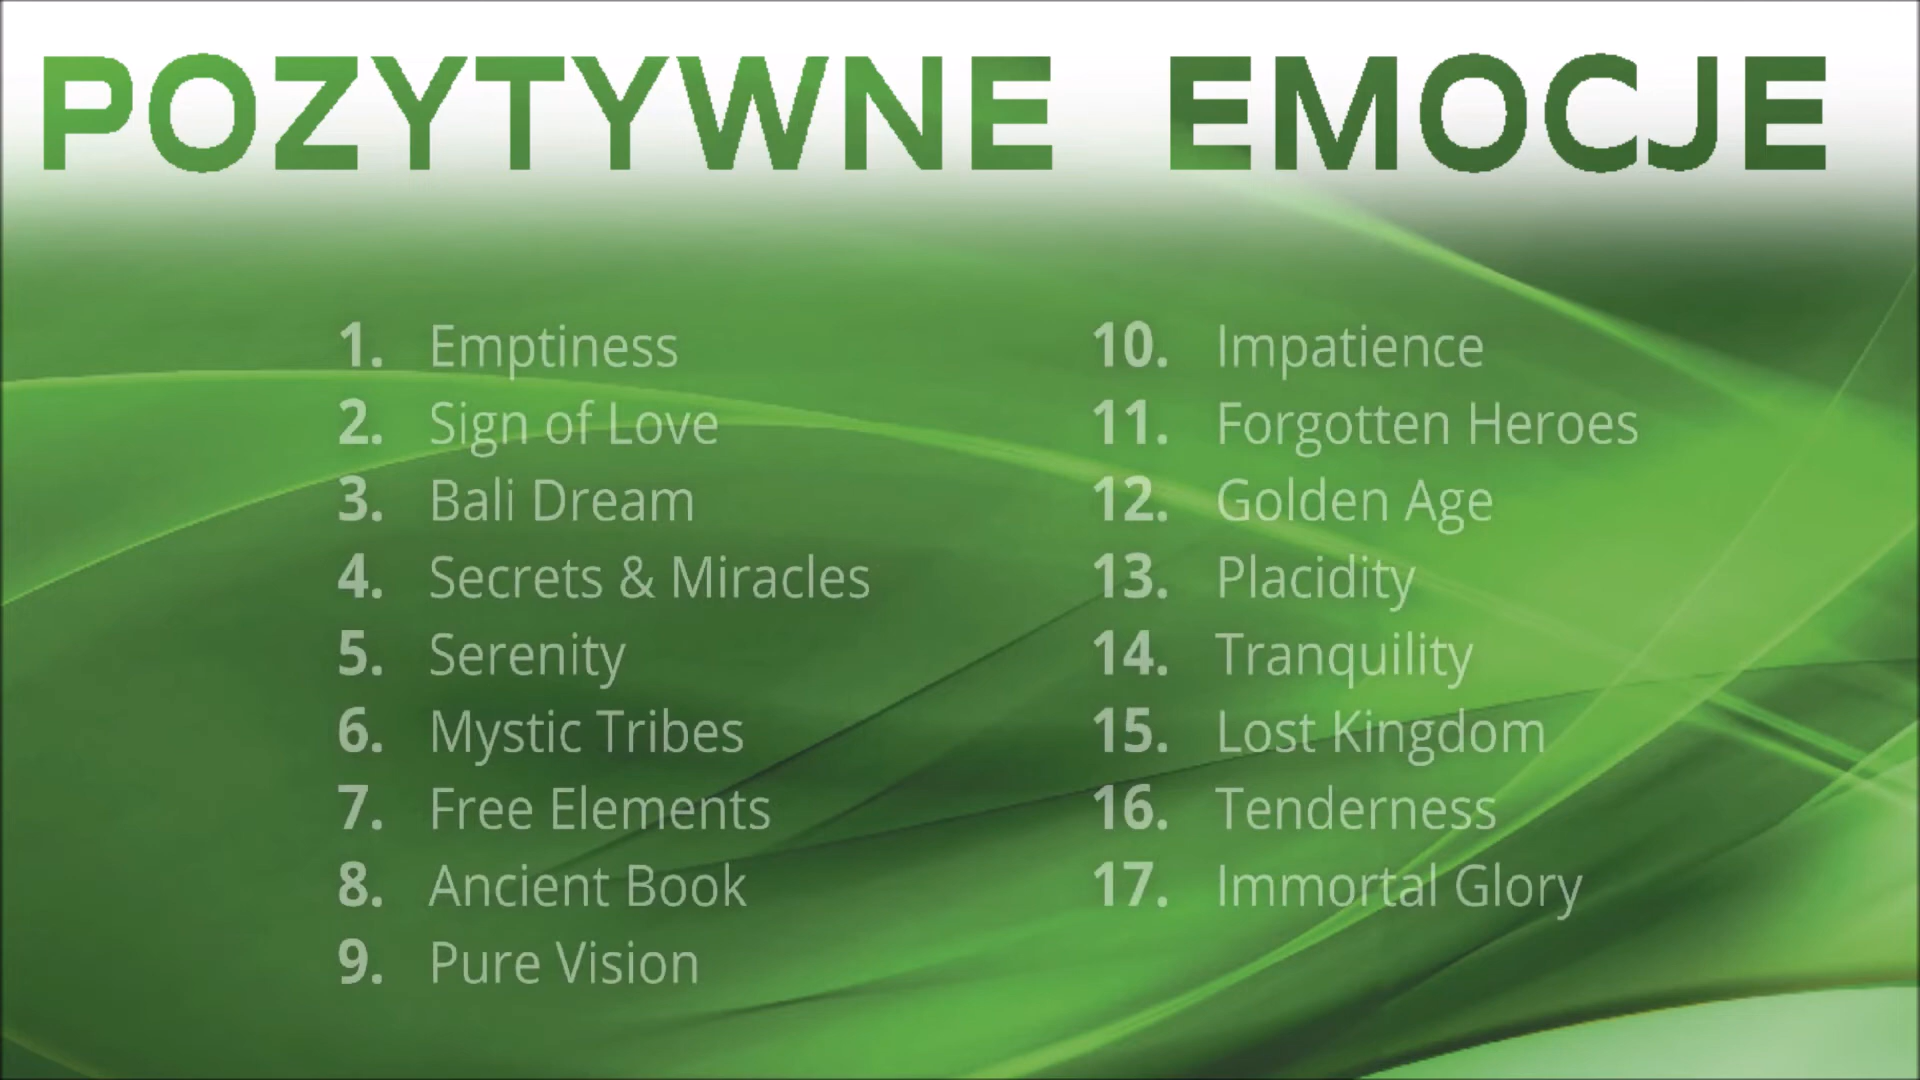 POZYTYWNE EMOCJE
1. Emptiness
2. Sign of Love
3. Bali Dream
4. Secrets & Miracles
5. Serenity
6. Mystic Tribes
7. Free Elements
8. Ancient Book
9. Pure Vision
10. Impatience
11. Forgotten Heroes
12. Golden Age
13. Placidity
14. Tranquility
15. Lost Kingdom
16. Tenderness
17. Immortal Glory